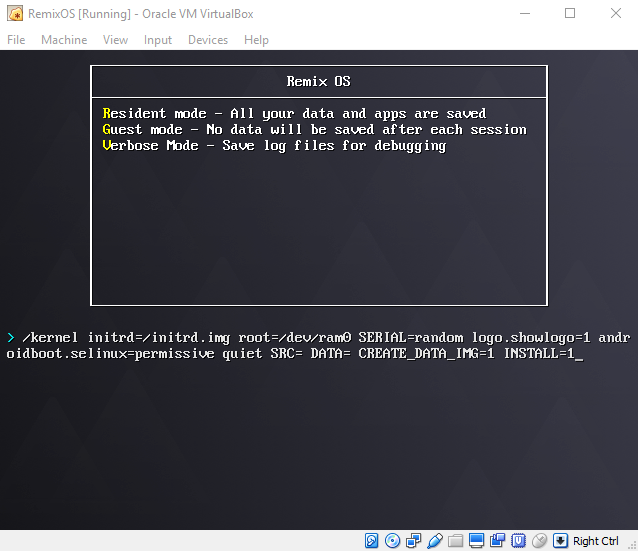 RemixOS [Running] - Oracle VM VirtualBox
File Machine View Input Devices Help
Remix OS
Resident mode - All your data and apps are saved
Guest mode - No data will be saved after each session
Verbose Mode - Save log files for debugging
> /kernel initrd=/initrd.img root=/dev/ram0 SERIAL=random logo.showlogo=1 andr
oidboot.selinux=permissive quiet SRC= DATA= CREATE_DATA_IMG=1 INSTALL=1_
Right Ctrl